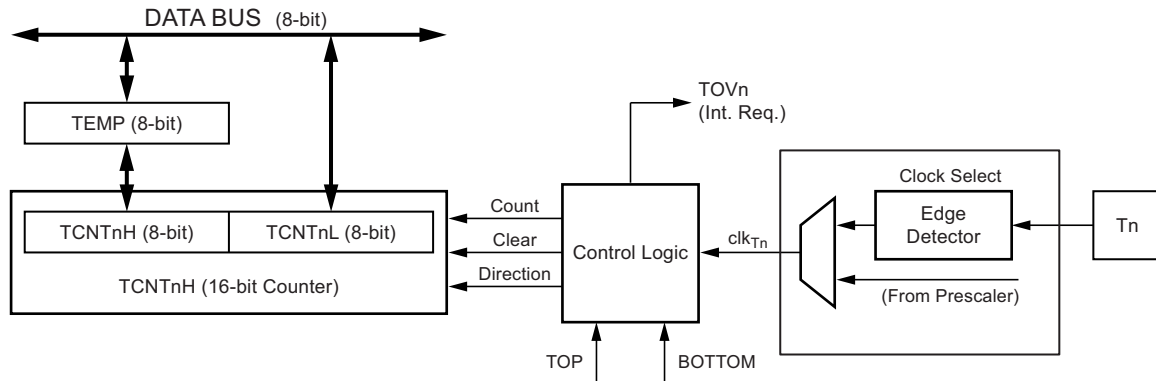 DATA BUS (8-bit)
TEMP (8-bit)
TCNTnH (8-bit)
TCNTnL (8-bit)
TCNTnH (16-bit Counter)
Count
Clear
Direction
TOVn
(Int. Req.)
Control Logic
TOP
BOTTOM
clkTn
Clock Select
Edge
Detector
(From Prescaler)
Tn